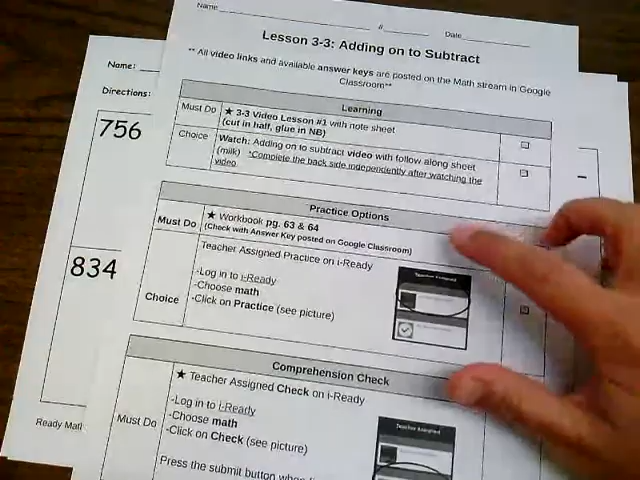 Name
#
Date
Lesson 3-3: Adding on to Subtract
** All video links and available answer keys are posted on the Math stream in Google
Classroom**
Learning
Must Do
★ 3-3 Video Lesson #1 with note sheet
(cut in half, glue in NB)
Choice
Watch: Adding on to subtract video with follow along sheet
(milk) *Complete the back side independently after watching the
video.
Practice Options
Must Do
★ Workbook pg. 63 & 64
(Check with Answer Key posted on Google Classroom)
Choice
Teacher Assigned Practice on i-Ready
-Log in to i-Ready
-Choose math
-Click on Practice (see picture)
Teacher Assigned
Comprehension Check
Must Do
★ Teacher Assigned Check on i-Ready
-Log in to i-Ready
-Choose math
-Click on Check (see picture)
Press the submit button when
Teacher Assigned
Name:
Directions:
756
834
Ready Mat